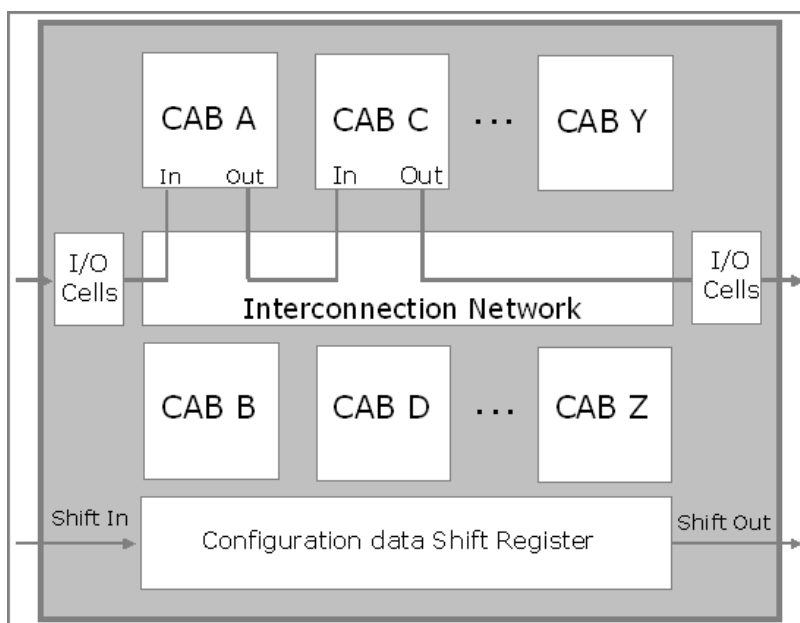 CAB A
CAB C
...
CAB Y
In
Out
In
Out
I/O
Cells
I/O
Cells
Interconnection Network
CAB B
CAB D
...
CAB Z
Shift In
Configuration data Shift Register
Shift Out